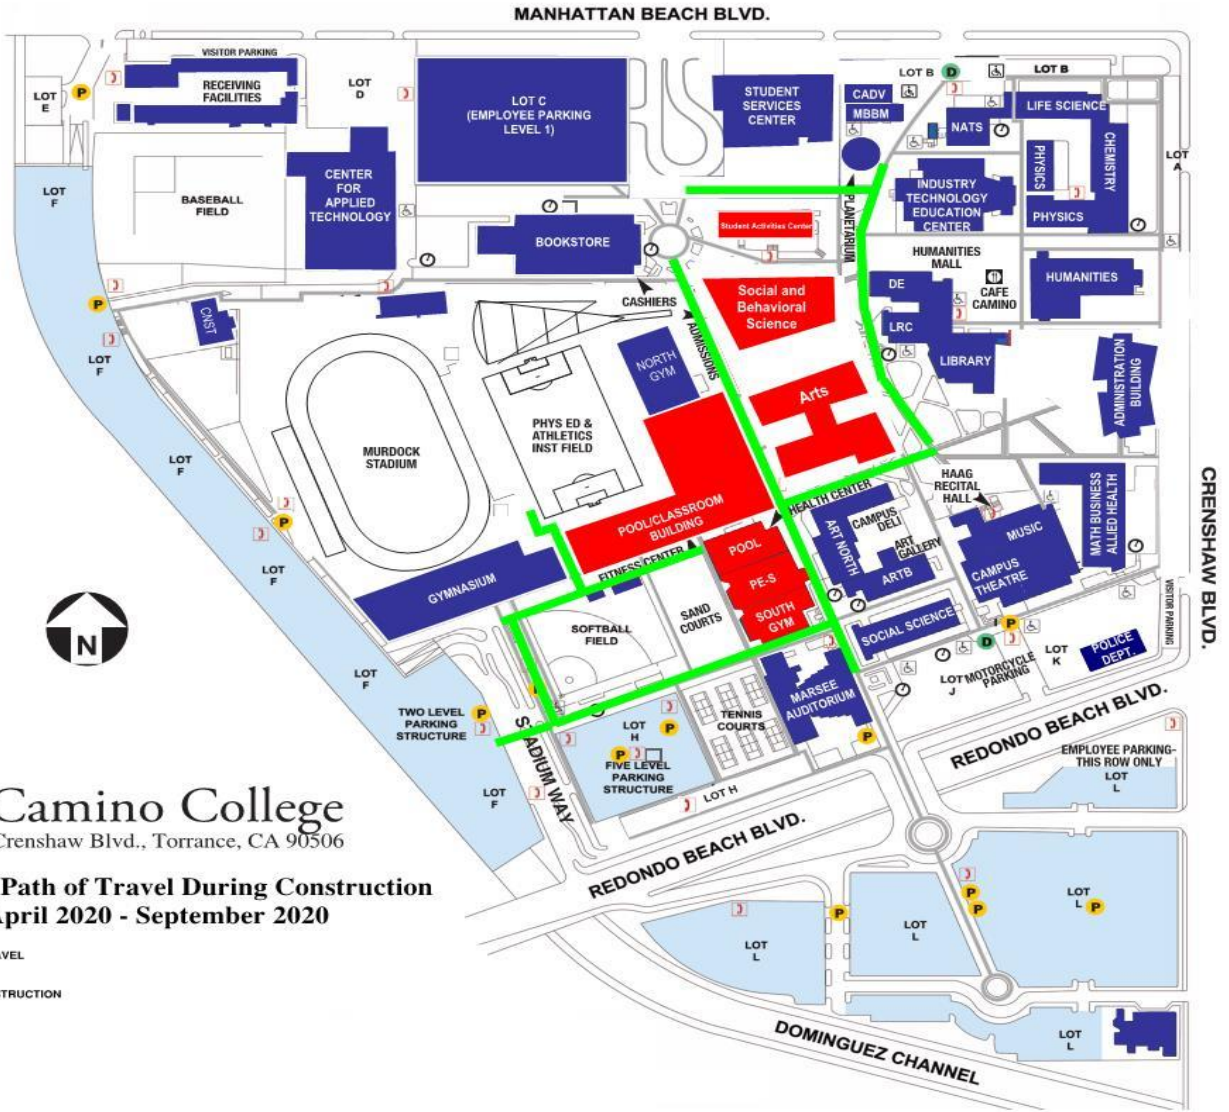 MANHATTAN BEACH BLVD.
VISITOR PARKING
LOT
E
P
RECEIVING
FACILITIES
LOT
D
LOT C
(EMPLOYEE PARKING
LEVEL 1)
STUDENT
SERVICES
CENTER
CADV
MBBM
LOT B
D
LOT B
LIFE SCIENCE
NATS
PHYSICS
CHEMISTRY
LOT
A
LOT
F
BASEBALL
FIELD
CENTER
FOR
APPLIED
TECHNOLOGY
BOOKSTORE
Student Activities Center
PLANETARIUM
INDUSTRY
TECHNOLOGY
EDUCATION
CENTER
PHYSICS
HUMANITIES
MALL
CAFE
CAMINO
HUMANITIES
P
CNST
CASHIERS
ADMISSIONS
Social and
Behavioral
Science
DE
LRC
LIBRARY
ADMINISTRATION
BUILDING
LOT
F
NORTH
GYM
Arts
PHYS ED &
ATHLETICS
INST FIELD
MURDOCK
STADIUM
LOT
F
HAAG
RECITAL
HALL
CRENSHAW BLVD.
P
POOL/CLASSROOM
BUILDING
HEALTH CENTER
CAMPUS
DELI
ART NORTH
ART
GALLERY
ARTB
MUSIC
CAMPUS
THEATRE
MATH BUSINESS
ALLIED HEALTH
LOT
F
GYMNASIUM
FITNESS CENTER
POOL
PE-S
SOUTH
GYM
SAND
COURTS
SOFTBALL
FIELD
SOCIAL SCIENCE
VISITOR PARKING
P
D
N
LOT
F
LOT
J
MOTORCYCLE
PARKING
LOT
K
POLICE
DEPT.
TWO LEVEL
PARKING
STRUCTURE
P
STADIUM WAY
LOT
H
P
P
FIVE LEVEL
PARKING
STRUCTURE
TENNIS
COURTS
MARSEE
AUDITORIUM
P
REDONDO BEACH BLVD.
EMPLOYEE PARKING-
THIS ROW ONLY
LOT
L
LOT
F
LOT H
REDONDO BEACH BLVD.
Camino College
Crenshaw Blvd., Torrance, CA 90506
Path of Travel During Construction
April 2020 - September 2020
AVEL
STRUCTION
LOT
L
P
LOT
L
P
P
LOT
L
P
LOT
L
DOMINGUEZ CHANNEL